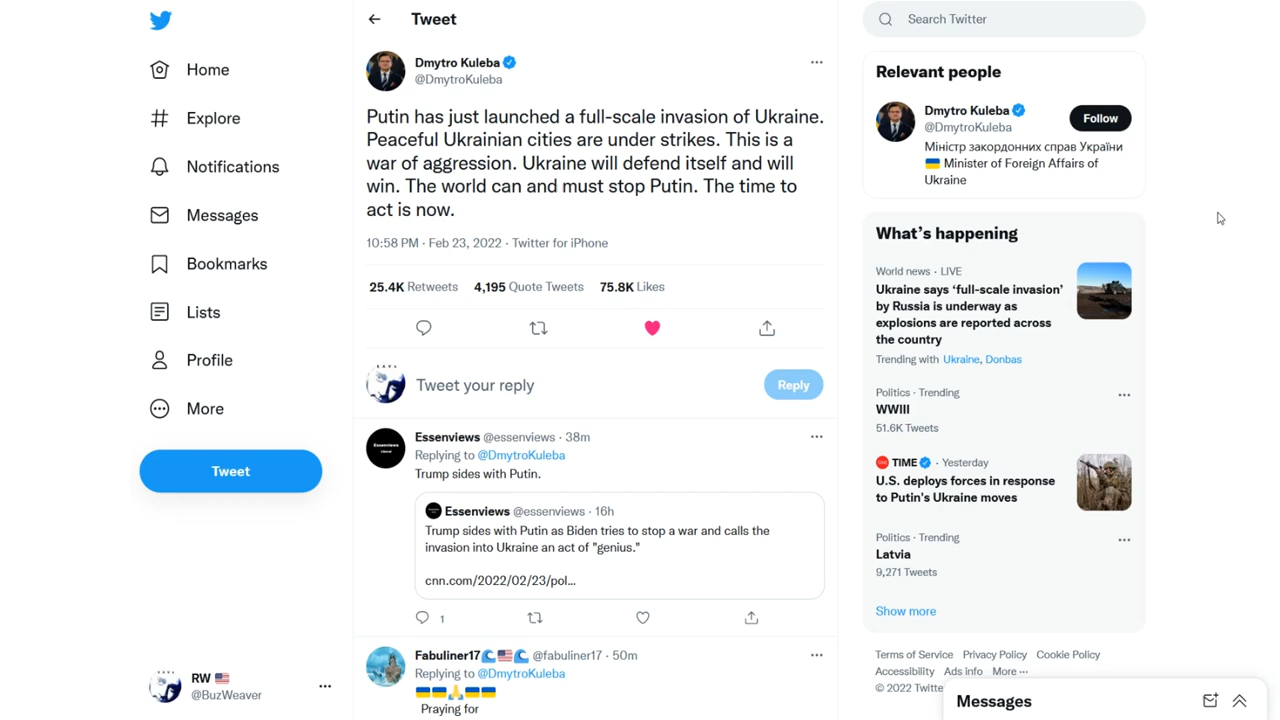 Home
Explore
Notifications
Messages
Bookmarks
Lists
Profile
More
Tweet
RW 🇺🇸
@BuzWeaver
Tweet
Dmytro Kuleba
@DmytroKuleba
Putin has just launched a full-scale invasion of Ukraine.
Peaceful Ukrainian cities are under strikes. This is a
war of aggression. Ukraine will defend itself and will
win. The world can and must stop Putin. The time to
act is now.
10:58 PM · Feb 23, 2022 · Twitter for iPhone
25.4K Retweets 4,195 Quote Tweets 75.8K Likes
Tweet your reply
Reply
Essenviews @essenviews · 38m
Replying to @DmytroKuleba
Trump sides with Putin.
Essenviews @essenviews · 16h
Trump sides with Putin as Biden tries to stop a war and calls the
invasion into Ukraine an act of "genius."
cnn.com/2022/02/23/pol...
1
Fabuliner17🌊🇺🇸🌊 @fabuliner17 · 50m
Replying to @DmytroKuleba
🇺🇦🇺🇦🙏🇺🇦🇺🇦
Praying for
Search Twitter
Relevant people
Dmytro Kuleba
@DmytroKuleba
Follow
Міністр закордонних справ України
🇺🇦 Minister of Foreign Affairs of
Ukraine
What's happening
World news · LIVE
Ukraine says ‘full-scale invasion’
by Russia is underway as
explosions are reported across
the country
Trending with Ukraine, Donbas
Politics · Trending
WWIII
51.6K Tweets
TIME · Yesterday
U.S. deploys forces in response
to Putin's Ukraine moves
Politics · Trending
Latvia
9,271 Tweets
Show more
Terms of Service Privacy Policy Cookie Policy
Accessibility Ads info More ···
© 2022 Twitte
Messages